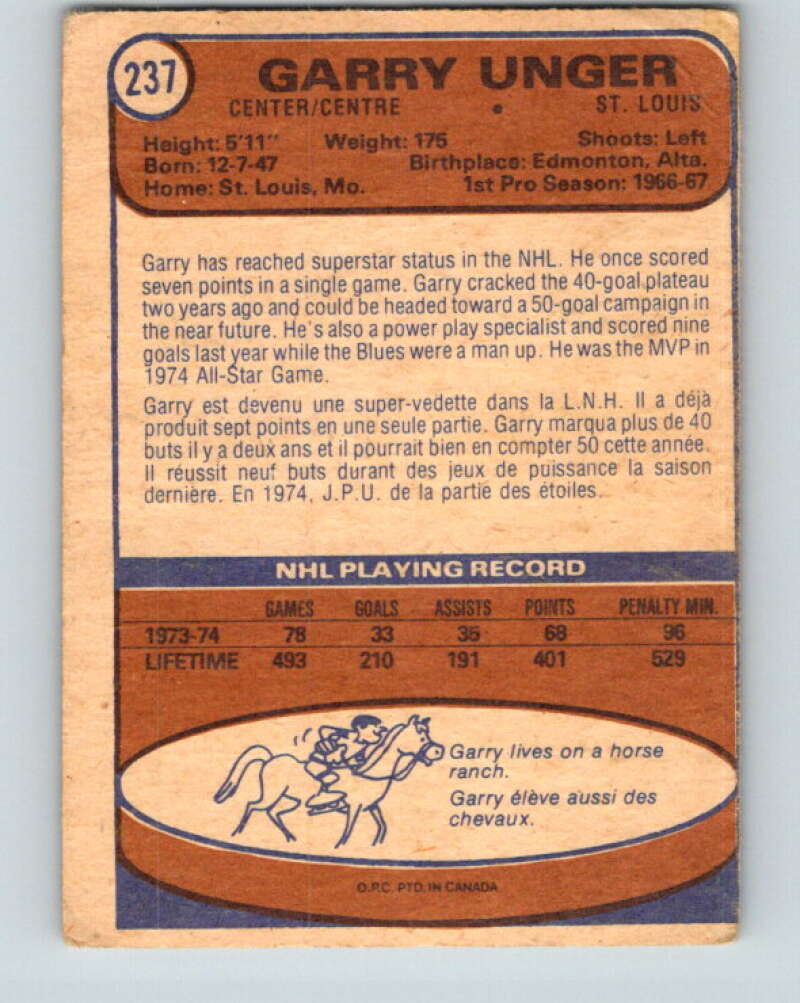 237
GARRY UNGER
CENTER/CENTRE • ST. LOUIS
Height: 5'11" Weight: 175 Shoots: Left
Born: 12-7-47 Birthplace: Edmonton, Alta.
Home: St. Louis, Mo. 1st Pro Season: 1966-67
Garry has reached superstar status in the NHL. He once scored
seven points in a single game. Garry cracked the 40-goal plateau
two years ago and could be headed toward a 50-goal campaign in
the near future. He's also a power play specialist and scored nine
goals last year while the Blues were a man up. He was the MVP in
1974 All-Star Game.
Garry est devenu une super-vedette dans la L.N.H. Il a déjà
produit sept points en une seule partie. Garry marqua plus de 40
buts il y a deux ans et il pourrait bien en compter 50 cette année.
Il réussit neuf buts durant des jeux de puissance la saison
dernière. En 1974, J.P.U. de la partie des étoiles.
NHL PLAYING RECORD
GAMES GOALS ASSISTS POINTS PENALTY MIN.
1973-74 78 33 35 68 96
LIFETIME 493 210 191 401 529
Garry lives on a horse
ranch.
Garry élève aussi des
chevaux.
O.P.C. PTD. IN CANADA